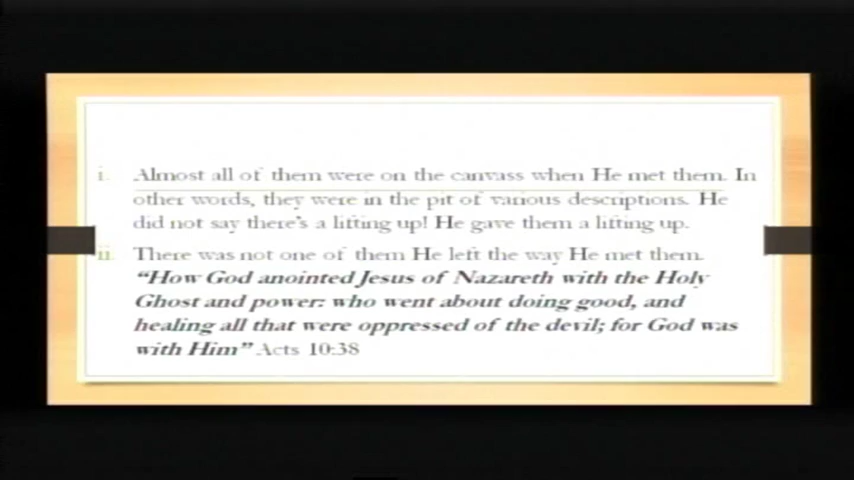 i. Almost all of them were on the canvass when He met them. In
other words, they were in the pit of various descriptions. He
did not say there's a lifting up! He gave them a lifting up.
ii. There was not one of them He left the way He met them.
“How God anointed Jesus of Nazareth with the Holy
Ghost and power: who went about doing good, and
healing all that were oppressed of the devil; for God was
with Him” Acts 10:38